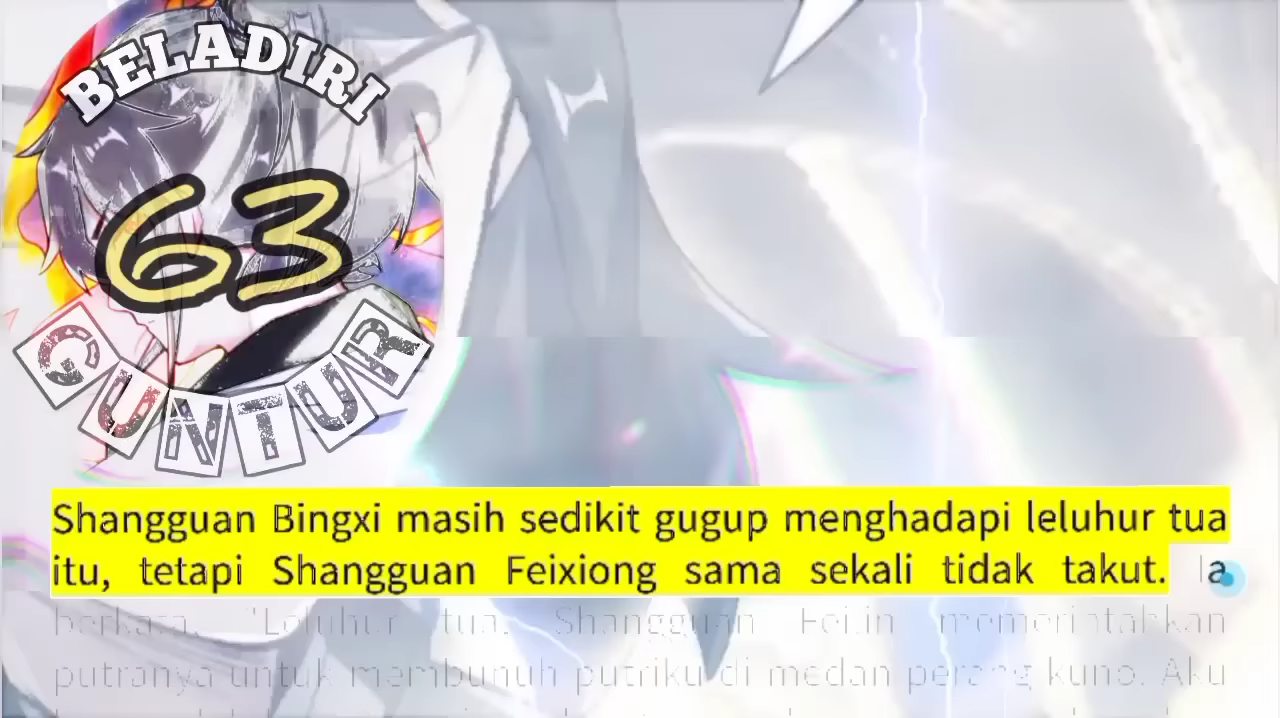 BELADIRI
63
GUNTUR
Shangguan Bingxi masih sedikit gugup menghadapi leluhur tua
itu, tetapi Shangguan Feixiong sama sekali tidak takut. Ia
berkata, "Leluhur tua, Shangguan Feilin memerintahkan
putranya untuk membunuh putriku di medan perang kuno. Aku